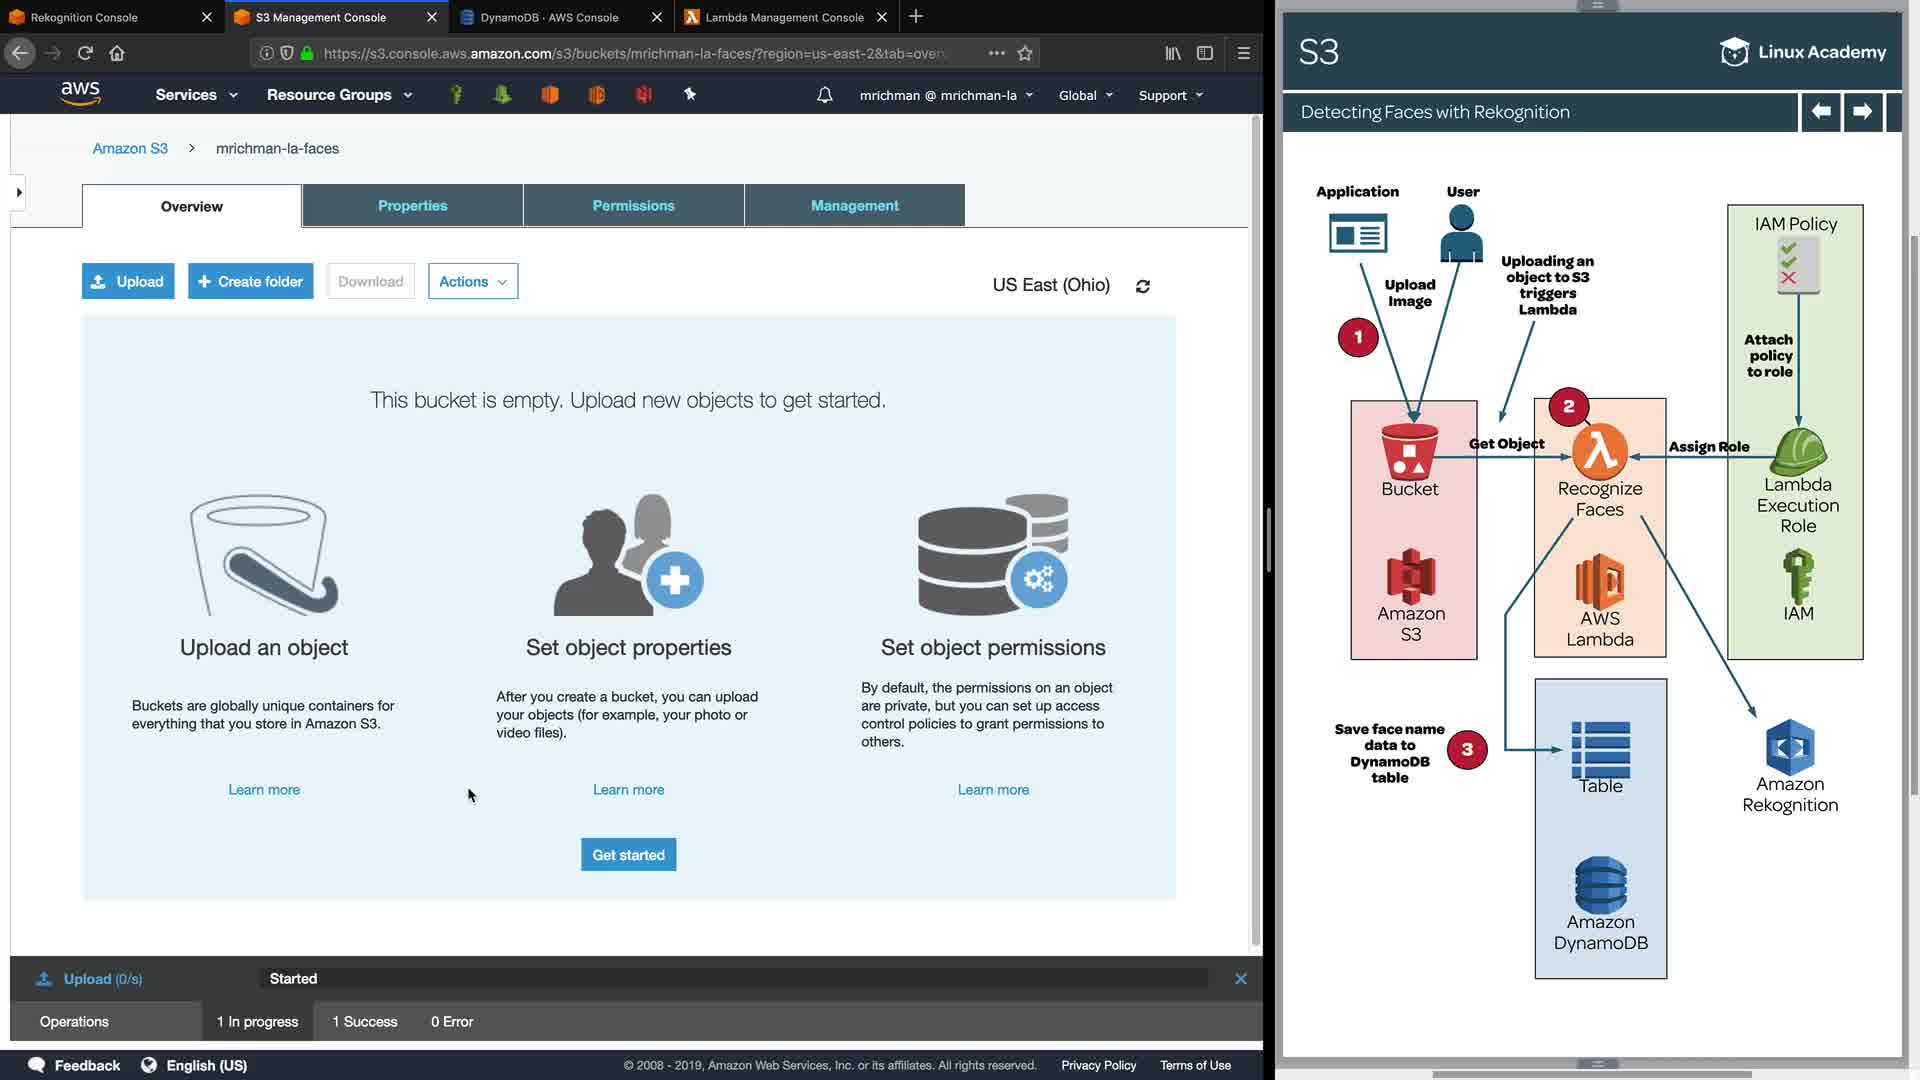 Rekognition Console
S3 Management Console
DynamoDB · AWS Console
Lambda Management Console
https://s3.console.aws.amazon.com/s3/buckets/mrichman-la-faces/?region=us-east-2&tab=over
aws
Services
Resource Groups
mrichman @ mrichman-la
Global
Support
Amazon S3 > mrichman-la-faces
Overview
Properties
Permissions
Management
Upload
+ Create folder
Download
Actions
US East (Ohio)
This bucket is empty. Upload new objects to get started.
Upload an object
Buckets are globally unique containers for
everything that you store in Amazon S3.
Learn more
Set object properties
After you create a bucket, you can upload
your objects (for example, your photo or
video files).
Learn more
Set object permissions
By default, the permissions on an object
are private, but you can set up access
control policies to grant permissions to
others.
Learn more
Get started
Upload (0/s)
Started
Operations
1 In progress
1 Success
0 Error
Feedback
English (US)
© 2008 - 2019, Amazon Web Services, Inc. or its affiliates. All rights reserved.
Privacy Policy
Terms of Use
S3
Linux Academy
Detecting Faces with Rekognition
Application
User
Upload
Image
Uploading an
object to S3
triggers
Lambda
1
IAM Policy
Attach
policy
to role
2
Get Object
Assign Role
Bucket
Recognize
Faces
Lambda
Execution
Role
Amazon
S3
AWS
Lambda
IAM
Save face name
data to
DynamoDB
table
3
Table
Amazon
Rekognition
Amazon
DynamoDB